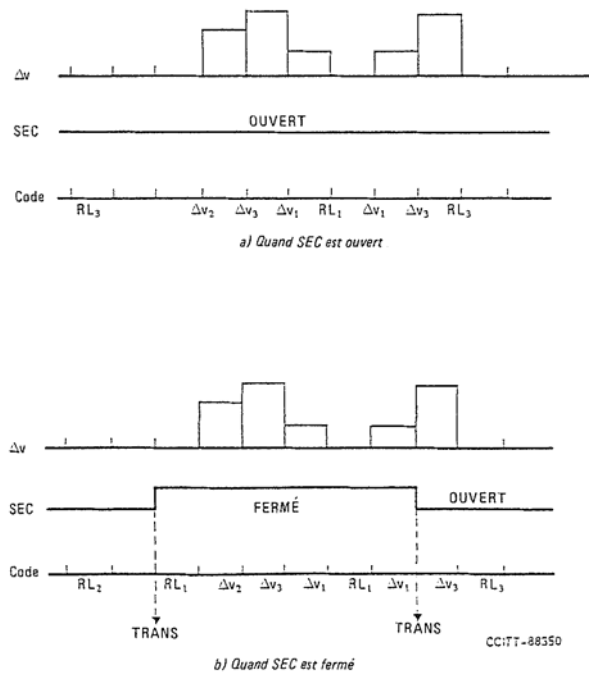 Δv
SEC OUVERT
Code
RL₃ Δv₂ Δv₃ Δv₁ RL₁ Δv₁ Δv₃ RL₃
a) Quand SEC est ouvert
Δv
SEC FERMÉ OUVERT
Code
RL₂ RL₁ Δv₂ Δv₃ Δv₁ RL₁ Δv₁ Δv₃ RL₃
TRANS TRANS
CCITT-88350
b) Quand SEC est fermé